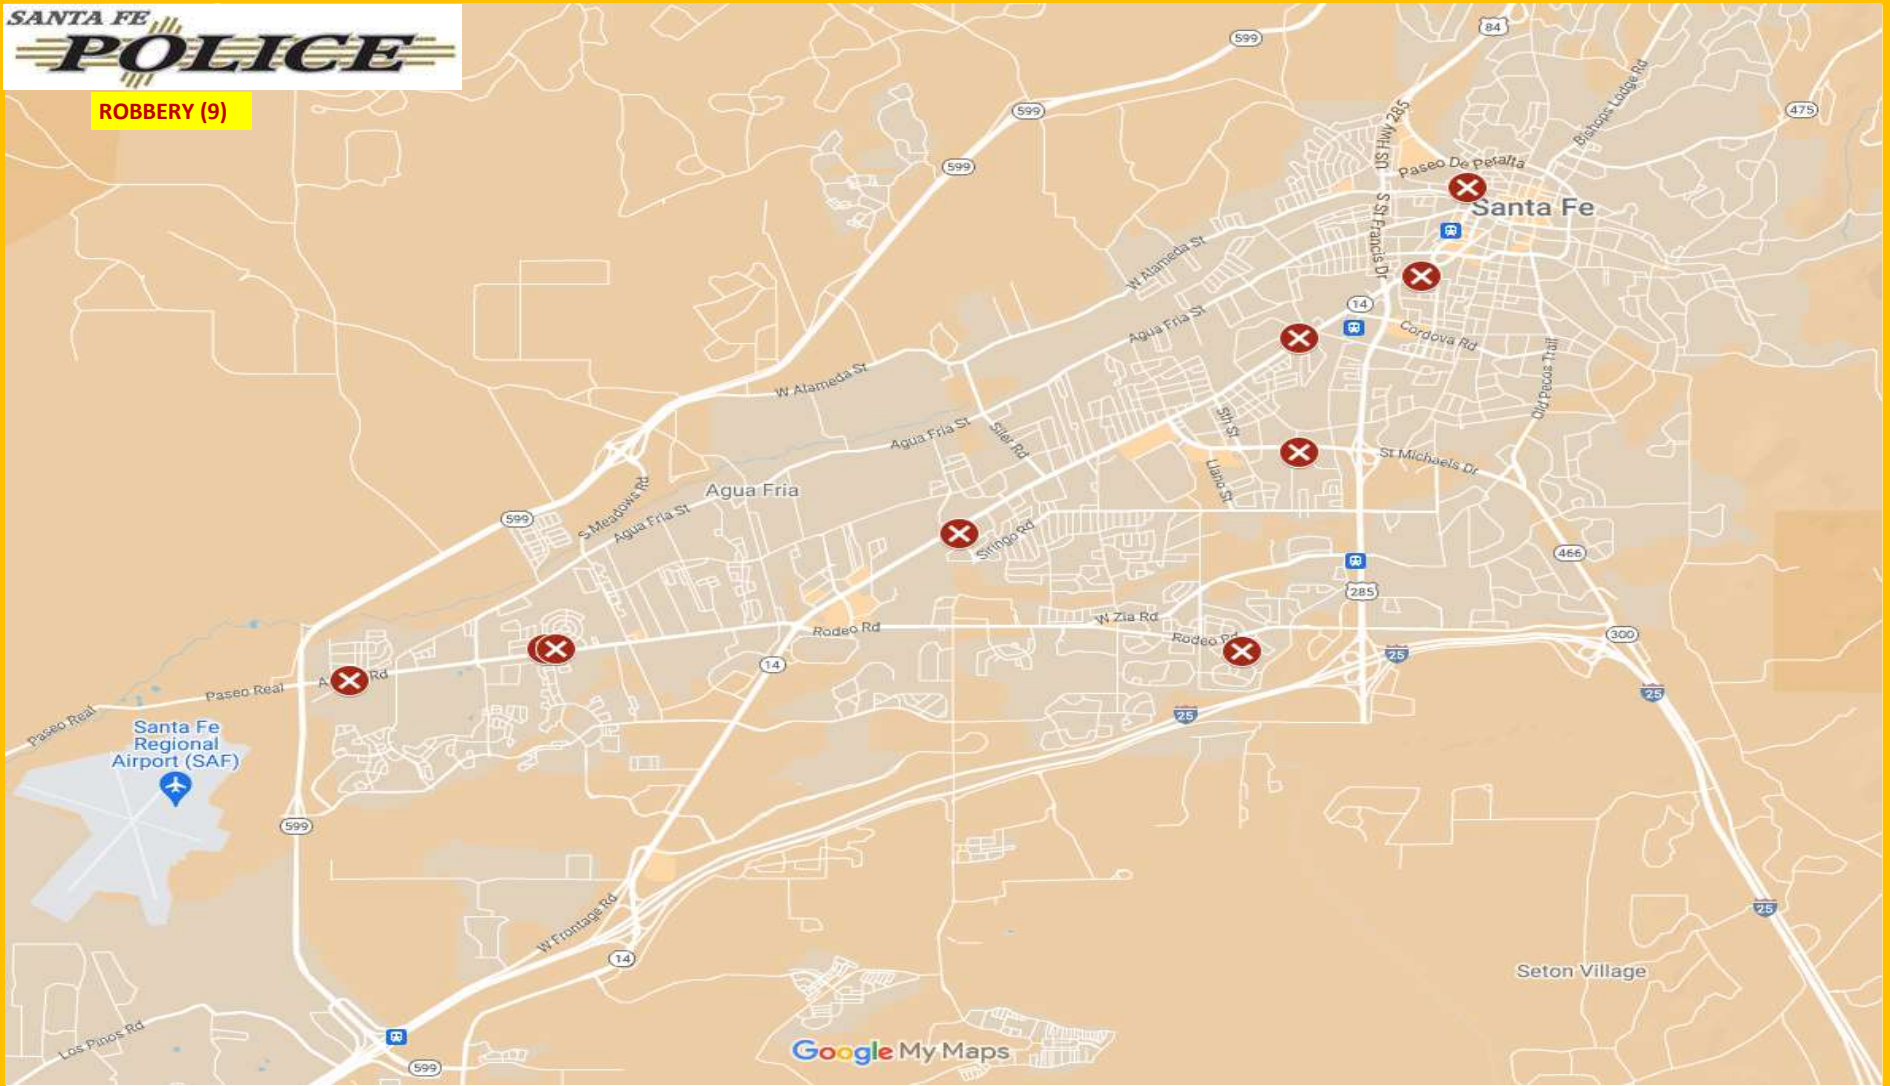 SANTA FE
POLICE
ROBBERY (9)
599
84
599
475
599
US Hwy 285
Bishops Lodge Rd
Paseo De Peralta
Santa Fe
S St Francis Dr
W Alameda St
14
Agua Fria St
Cordova Rd
Old Pecos Trail
W Alameda St
5th St
Agua Fria St
Siler Rd
St Michaels Dr
Llano St
Agua Fria
S Meadows Rd
599
Agua Fria St
Siringo Rd
466
285
W Zia Rd
Rodeo Rd
Rodeo Rd
300
25
14
Rd
Paseo Real
25
25
Paseo Real
Santa Fe
Regional
Airport (SAF)
599
W Frontage Rd
25
14
Seton Village
Los Pinos Rd
Google My Maps
599